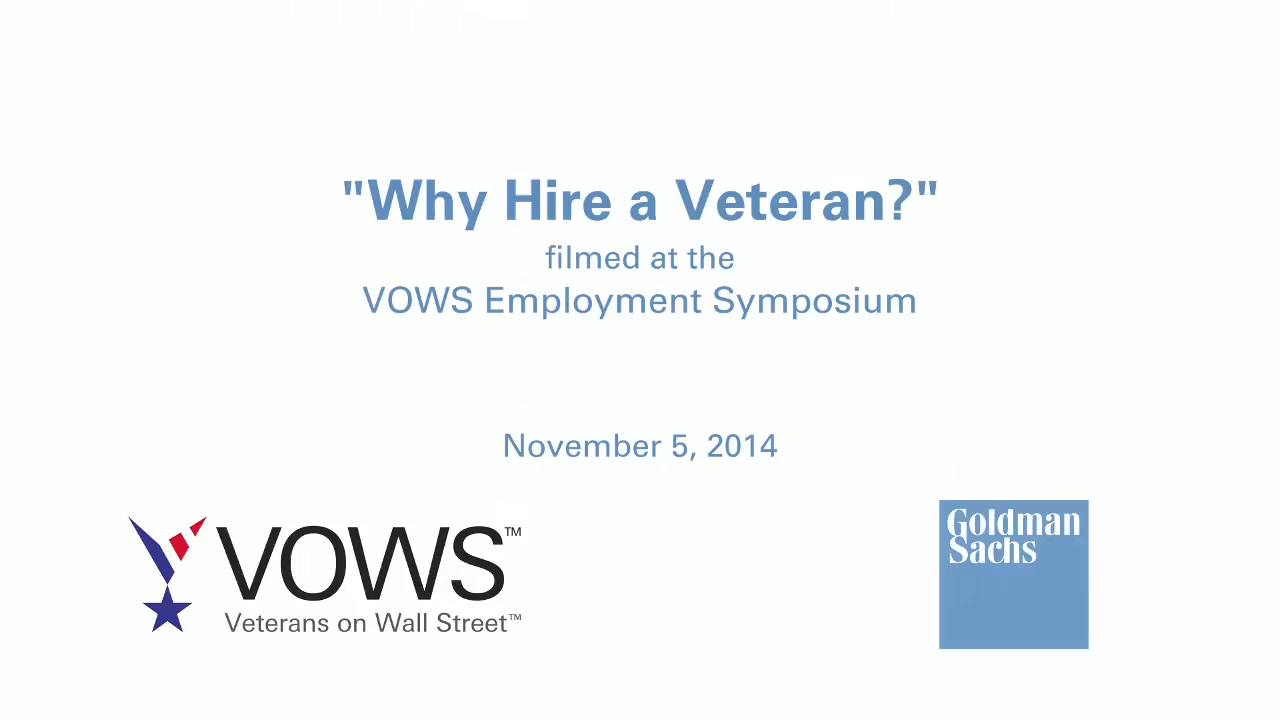 "Why Hire a Veteran?"
filmed at the
VOWS Employment Symposium
November 5, 2014
VOWS™
Veterans on Wall Street™
Goldman
Sachs